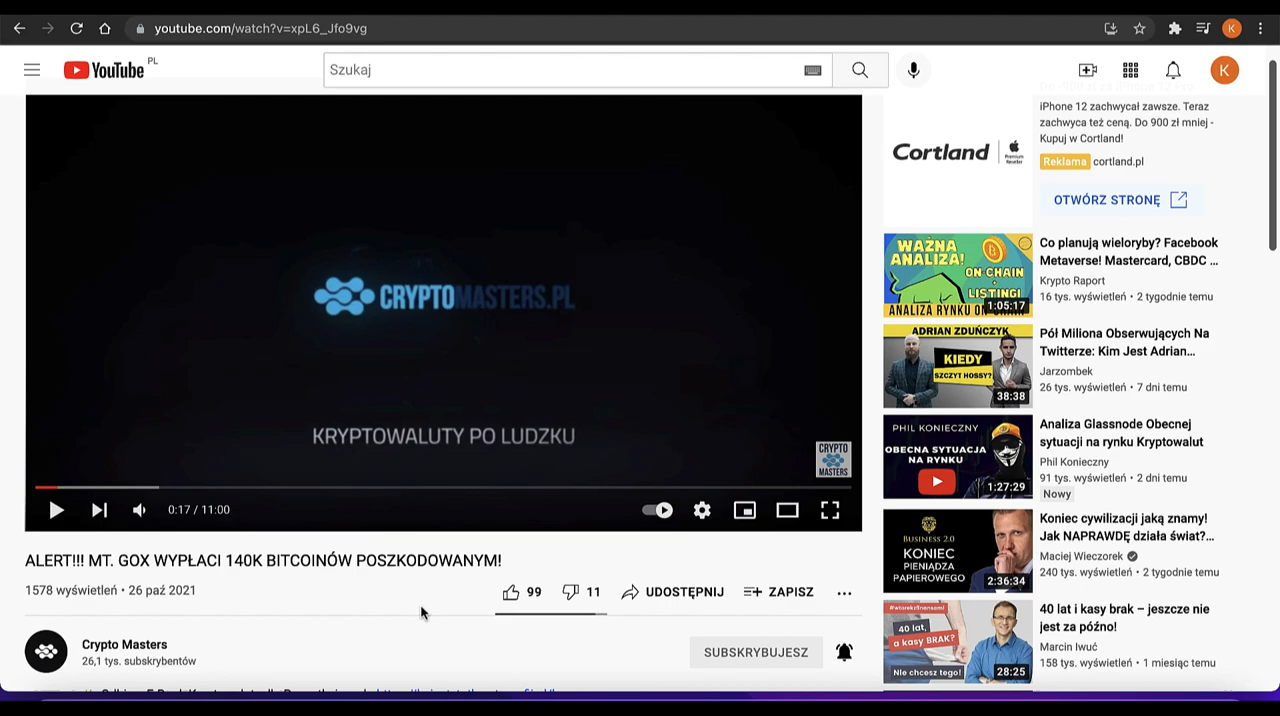 youtube.com/watch?v=xpL6_Jfo9vg
K
YouTube PL
Szukaj
K
CRYPTOMASTERS.PL
KRYPTOWALUTY PO LUDZKU
CRYPTO
MASTERS
0:17 / 11:00
ALERT!!! MT. GOX WYPŁACI 140K BITCOINÓW POSZKODOWANYM!
1578 wyświetleń • 26 paź 2021
99
11
UDOSTĘPNIJ
ZAPISZ
Crypto Masters
26,1 tys. subskrybentów
SUBSKRYBUJESZ
Cortland
Premium
Reseller
iPhone 12 zachwycał zawsze. Teraz
zachwyca też ceną. Do 900 zł mniej -
Kupuj w Cortland!
Reklama cortland.pl
OTWÓRZ STRONĘ
WAŻNA
ANALIZA!
ON CHAIN
+
LISTINGI
ANALIZA RYNKU ON CHAIN
1:05:17
Co planują wieloryby? Facebook
Metaverse! Mastercard, CBDC ...
Krypto Raport
16 tys. wyświetleń • 2 tygodnie temu
ADRIAN ZDUŃCZYK
KIEDY
SZCZYT HOSSY?
38:38
Pół Miliona Obserwujących Na
Twitterze: Kim Jest Adrian...
Jarzombek
26 tys. wyświetleń • 7 dni temu
PHIL KONIECZNY
OBECNA SYTUACJA
NA RYNKU
1:27:29
Analiza Glassnode Obecnej
sytuacji na rynku Kryptowalut
Phil Konieczny
91 tys. wyświetleń • 2 dni temu
Nowy
BUSINESS 2.0
KONIEC
PIENIĄDZA
PAPIEROWEGO
2:36:34
Koniec cywilizacji jaką znamy!
Jak NAPRAWDĘ działa świat?...
Maciej Wieczorek
240 tys. wyświetleń • 2 tygodnie temu
#wtorekzfinansami
40 lat,
a kasy BRAK?
Nie chcesz tego!
28:25
40 lat i kasy brak – jeszcze nie
jest za późno!
Marcin Iwuć
158 tys. wyświetleń • 1 miesiąc temu